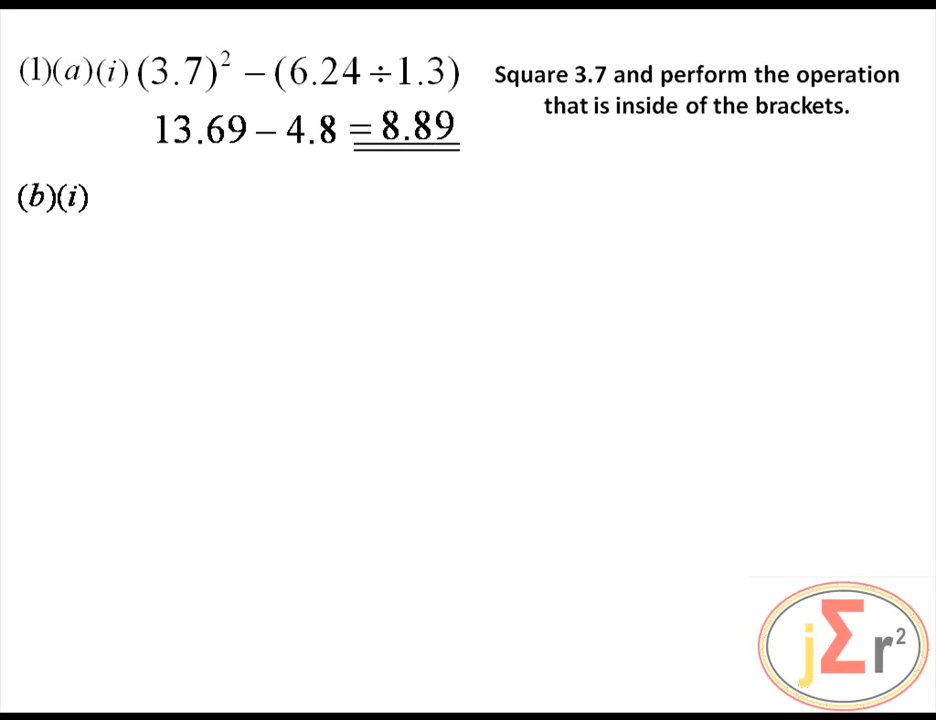 (1)(a)(i) (3.7)² – (6.24 ÷ 1.3)
Square 3.7 and perform the operation
that is inside of the brackets.
13.69 – 4.8 = 8.89
(b)(i)
jΣr²